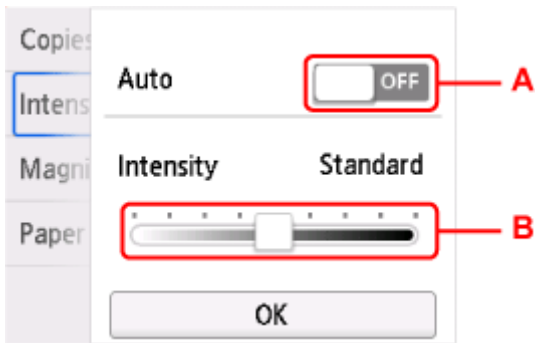 Copies
Auto
OFF
A
Intens
Magni
Intensity
Standard
Paper
B
OK